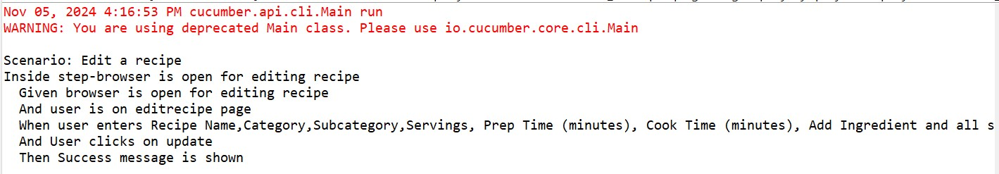 Nov 05, 2024 4:16:53 PM cucumber.api.cli.Main run
WARNING: You are using deprecated Main class. Please use io.cucumber.core.cli.Main
Scenario: Edit a recipe
Inside step-browser is open for editing recipe
Given browser is open for editing recipe
And user is on editrecipe page
When user enters Recipe Name,Category,Subcategory,Servings, Prep Time (minutes), Cook Time (minutes), Add Ingredient and all s
And User clicks on update
Then Success message is shown